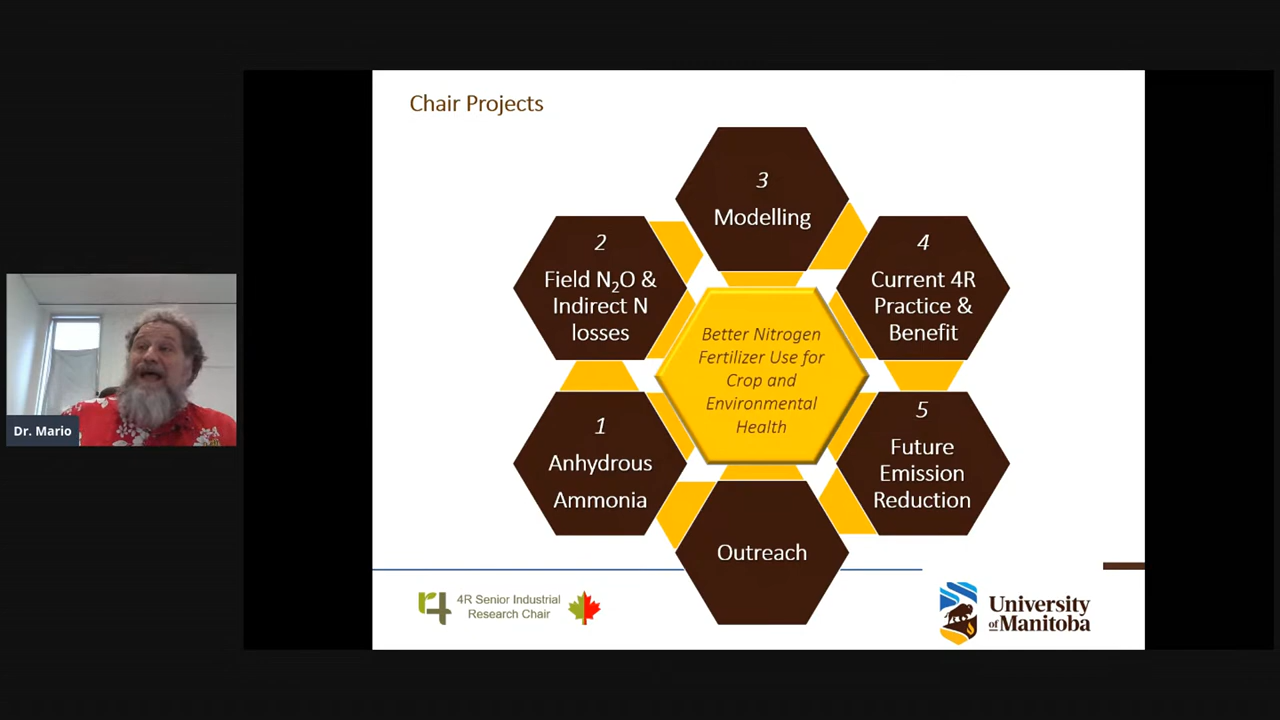 Chair Projects
3
Modelling
2
Field N₂O &
Indirect N
losses
4
Current 4R
Practice &
Benefit
Better Nitrogen
Fertilizer Use for
Crop and
Environmental
Health
1
Anhydrous
Ammonia
5
Future
Emission
Reduction
Outreach
Dr. Mario
r4
4R Senior Industrial
Research Chair
University
of Manitoba